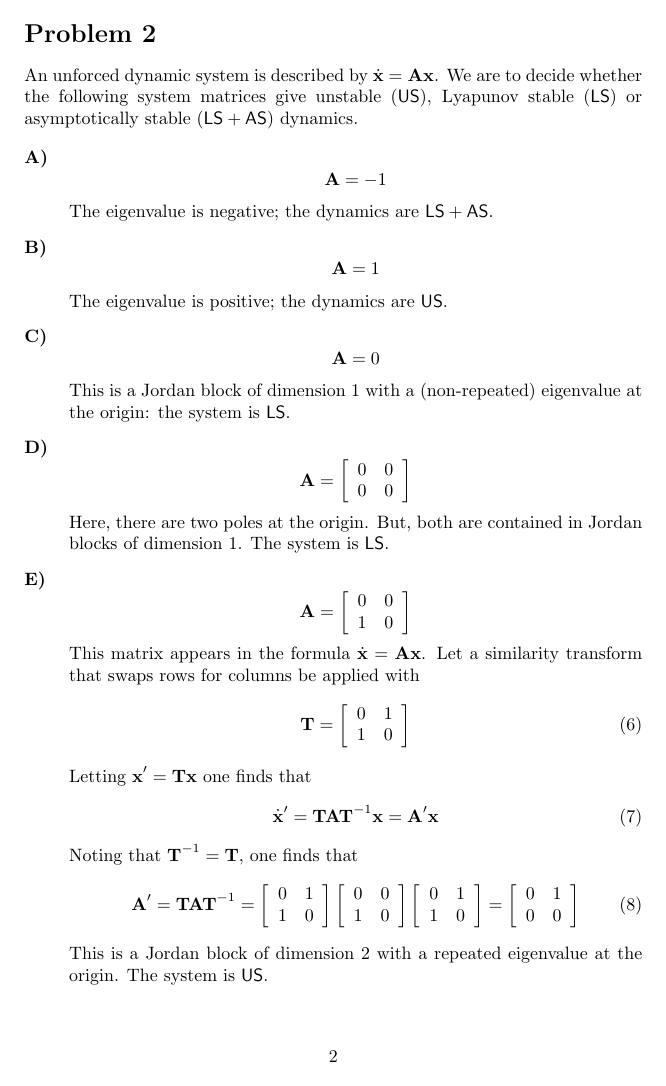 Problem 2
An unforced dynamic system is described by ẋ = Ax. We are to decide whether
the following system matrices give unstable (US), Lyapunov stable (LS) or
asymptotically stable (LS + AS) dynamics.
A)
A = −1
The eigenvalue is negative; the dynamics are LS + AS.
B)
A = 1
The eigenvalue is positive; the dynamics are US.
C)
A = 0
This is a Jordan block of dimension 1 with a (non-repeated) eigenvalue at
the origin: the system is LS.
D)
A = [ 0 0 ; 0 0 ]
Here, there are two poles at the origin. But, both are contained in Jordan
blocks of dimension 1. The system is LS.
E)
A = [ 0 0 ; 1 0 ]
This matrix appears in the formula ẋ = Ax. Let a similarity transform
that swaps rows for columns be applied with
T = [ 0 1 ; 1 0 ] (6)
Letting x′ = Tx one finds that
ẋ′ = TAT⁻¹x = A′x (7)
Noting that T⁻¹ = T, one finds that
A′ = TAT⁻¹ = [ 0 1 ; 1 0 ] [ 0 0 ; 1 0 ] [ 0 1 ; 1 0 ] = [ 0 1 ; 0 0 ] (8)
This is a Jordan block of dimension 2 with a repeated eigenvalue at the
origin. The system is US.
2